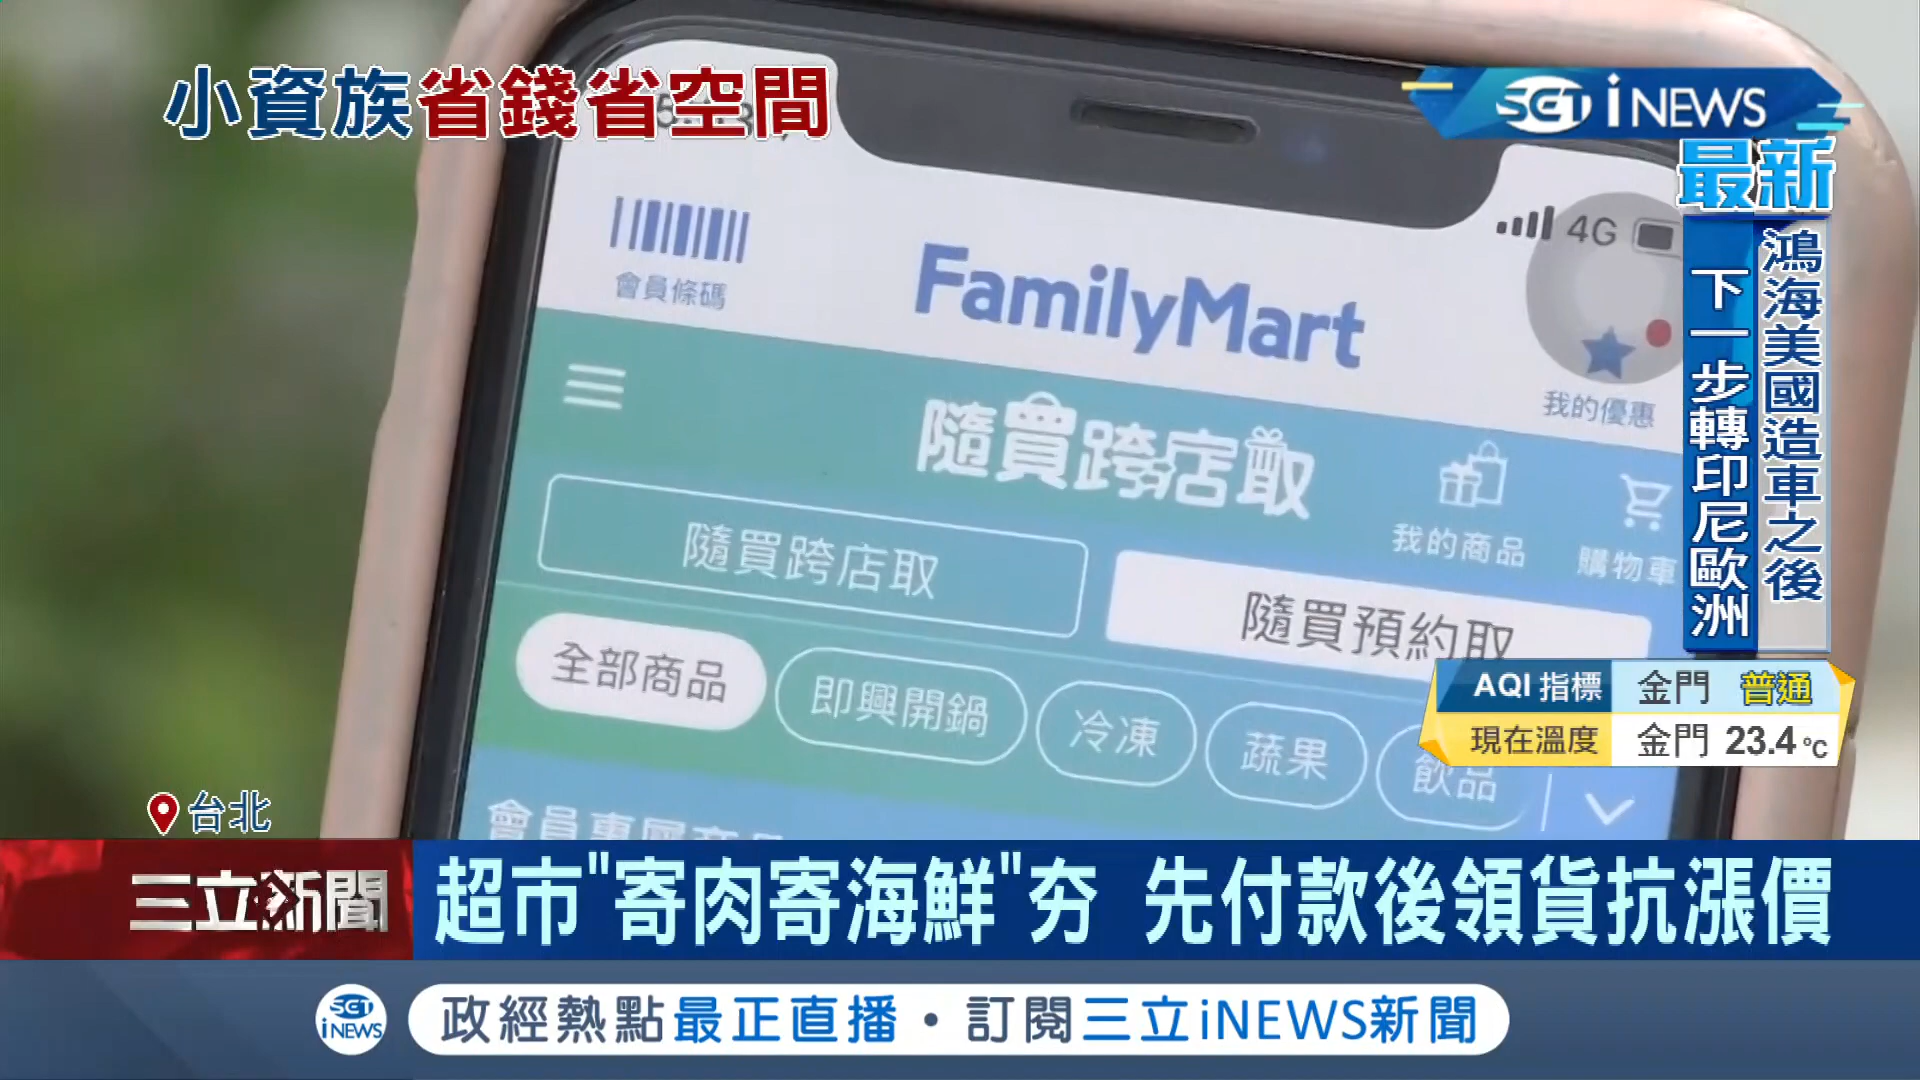 小資族省錢省空間
SET iNEWS
最新
鴻海美國造車之後
下一步轉印尼歐洲
4G
會員條碼
FamilyMart
我的優惠
隨買跨店取
我的商品
購物車
隨買跨店取
隨買預約取
全部商品
即興開鍋
冷凍
蔬果
飲品
AQI 指標 金門 普通
現在溫度 金門 23.4 °C
台北
三立新聞
超市"寄肉寄海鮮"夯 先付款後領貨抗漲價
SET iNEWS
政經熱點最正直播・訂閱三立iNEWS新聞